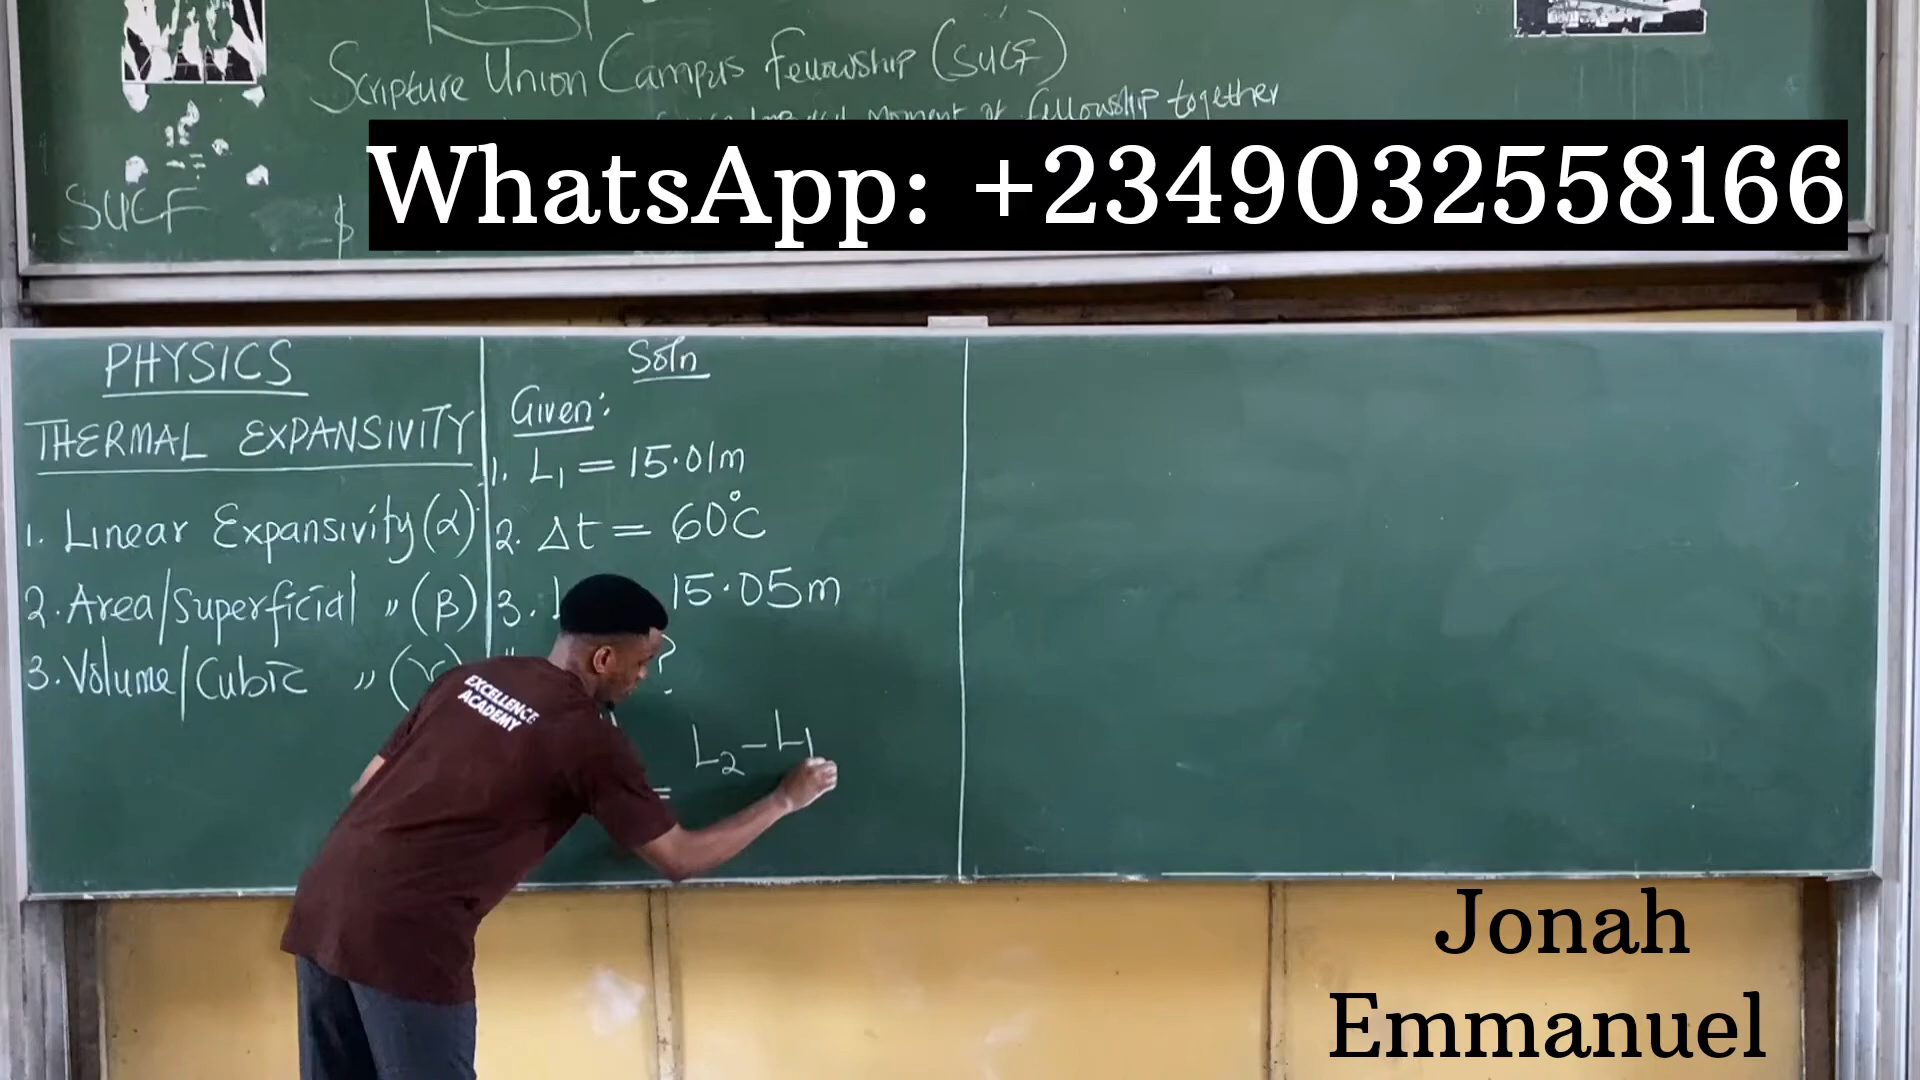 Scripture Union Campus Fellowship (SUCF)
Moment of fellowship together
WhatsApp: +2349032558166
SUCF
$
PHYSICS
THERMAL EXPANSIVITY
1. Linear Expansivity (α)
2. Area/Superficial " (β)
3. Volume/Cubic " (γ)
Soln
Given:
1. L₁ = 15.01m
2. Δt = 60°C
3. 15.05m
?
= L₂ - L₁
EXCELLENCE
ACADEMY
Jonah
Emmanuel